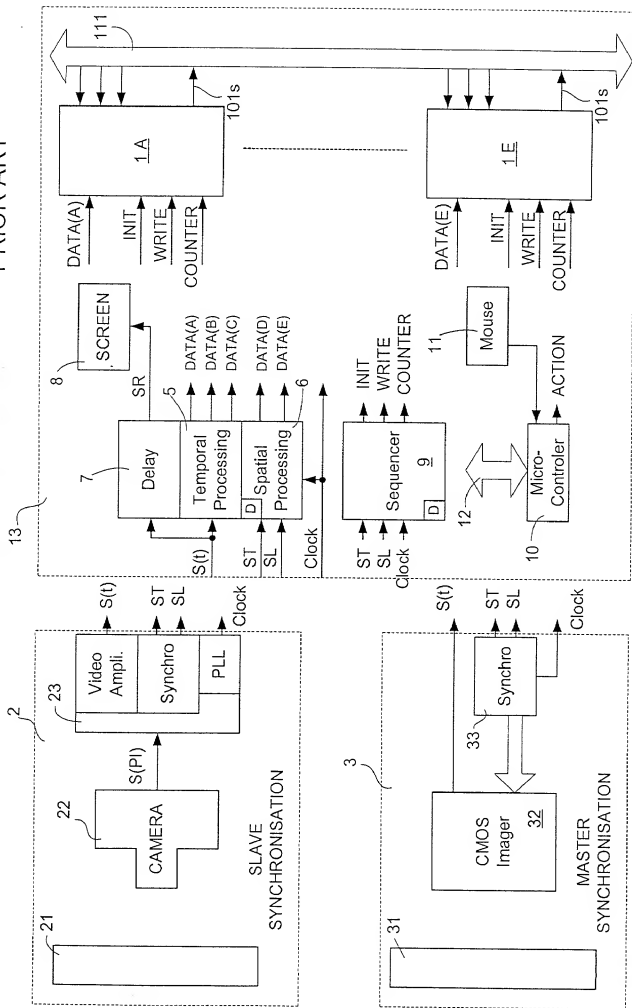 PRIOR ART
13
2
21
22
CAMERA
S(PI)
23
Video
Ampli.
Synchro
PLL
S(t)
ST
SL
Clock
SLAVE
SYNCHRONISATION
3
31
CMOS
Imager
32
33
Synchro
S(t)
ST
SL
Clock
MASTER
SYNCHRONISATION
S(t)
ST
SL
Clock
7
Delay
5
Temporal
Processing
D
Spatial
Processing
6
SR
8
SCREEN
DATA(A)
DATA(B)
DATA(C)
DATA(D)
DATA(E)
ST
SL
Clock
Sequencer
9
D
INIT
WRITE
COUNTER
12
11
Mouse
10
Micro-
Controler
ACTION
DATA(A)
INIT
WRITE
COUNTER
1A
101s
111
DATA(E)
INIT
WRITE
COUNTER
1E
101s